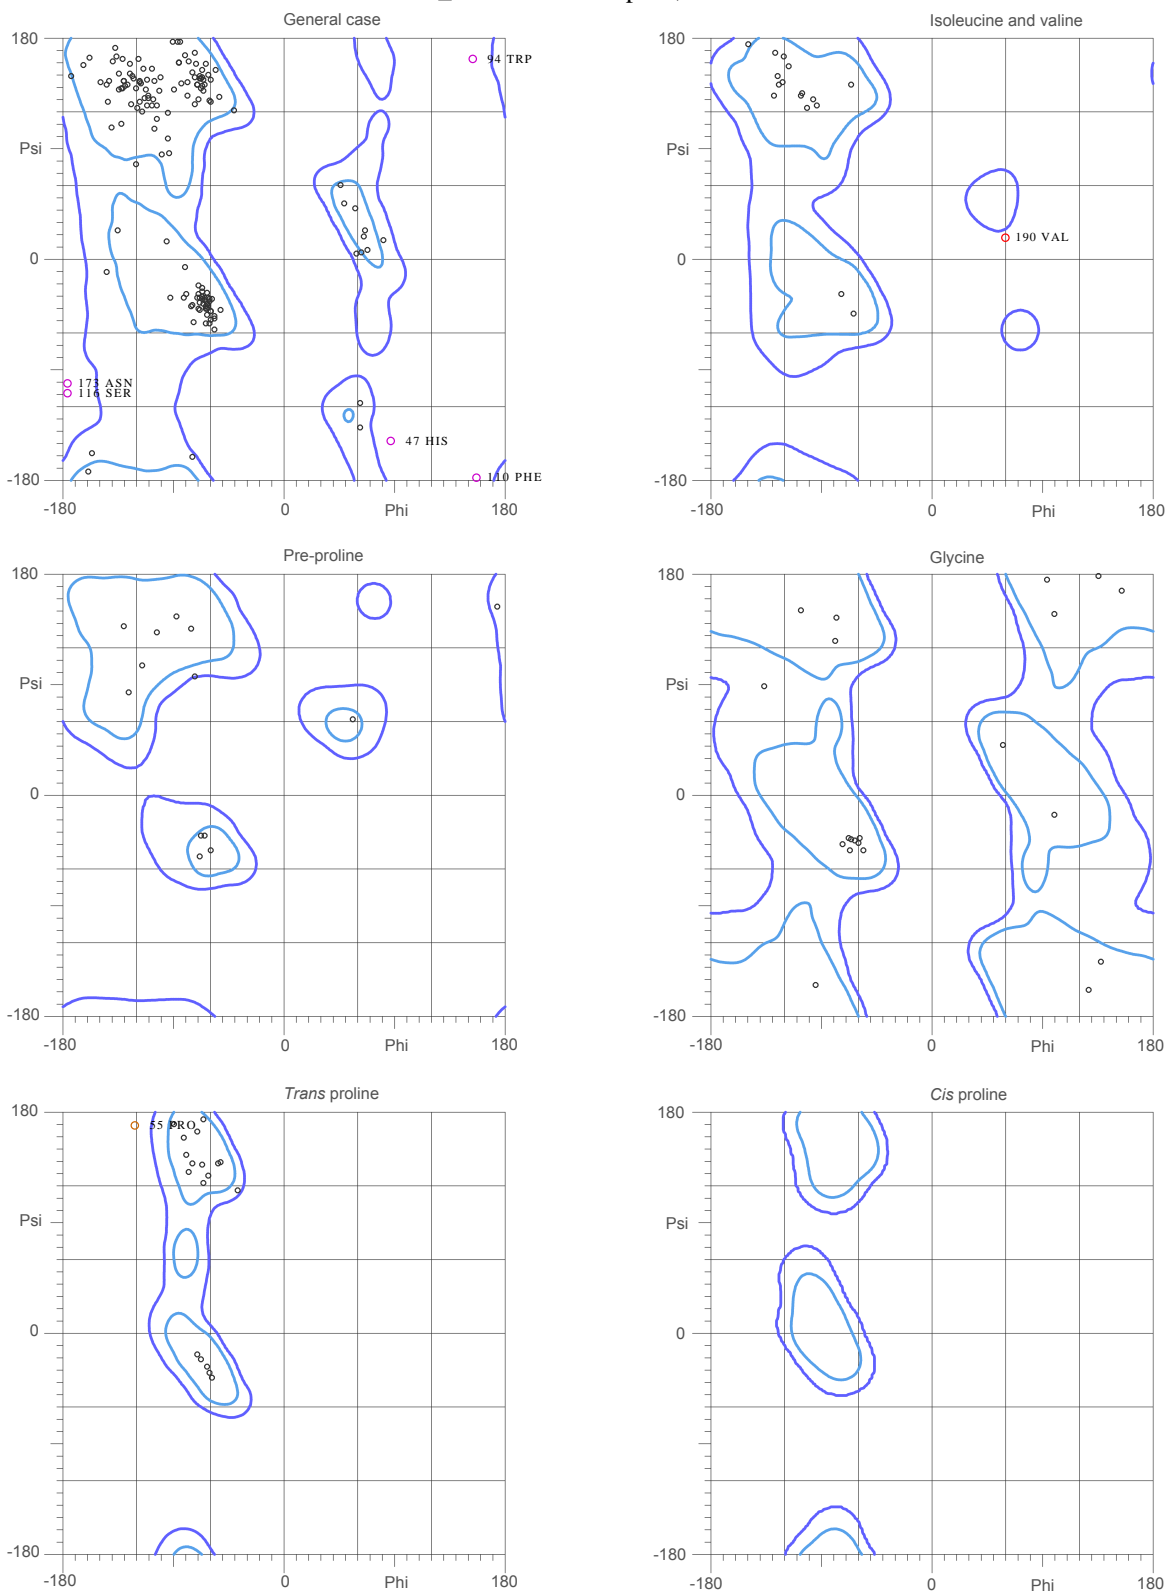 General case
Isoleucine and valine
180
94 TRP
Psi
0
173 ASN
116 SER
47 HIS
110 PHE
-180
-180
0
Phi
180
180
Psi
190 VAL
0
-180
-180
0
Phi
180
Pre-proline
Glycine
180
Psi
0
-180
-180
0
Phi
180
180
Psi
0
-180
-180
0
Phi
180
Trans proline
Cis proline
180
55 PRO
Psi
0
-180
-180
0
Phi
180
180
Psi
0
-180
-180
0
Phi
180